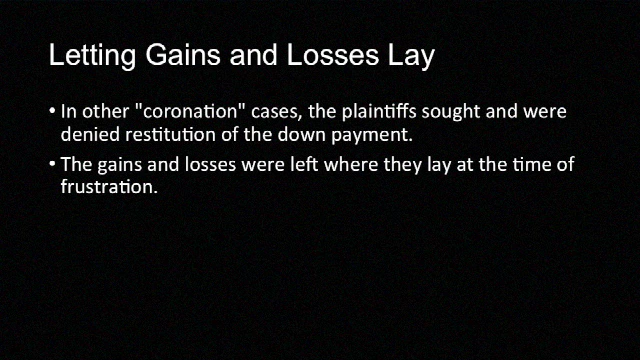 Letting Gains and Losses Lay
• In other "coronation" cases, the plaintiffs sought and were
denied restitution of the down payment.
• The gains and losses were left where they lay at the time of
frustration.